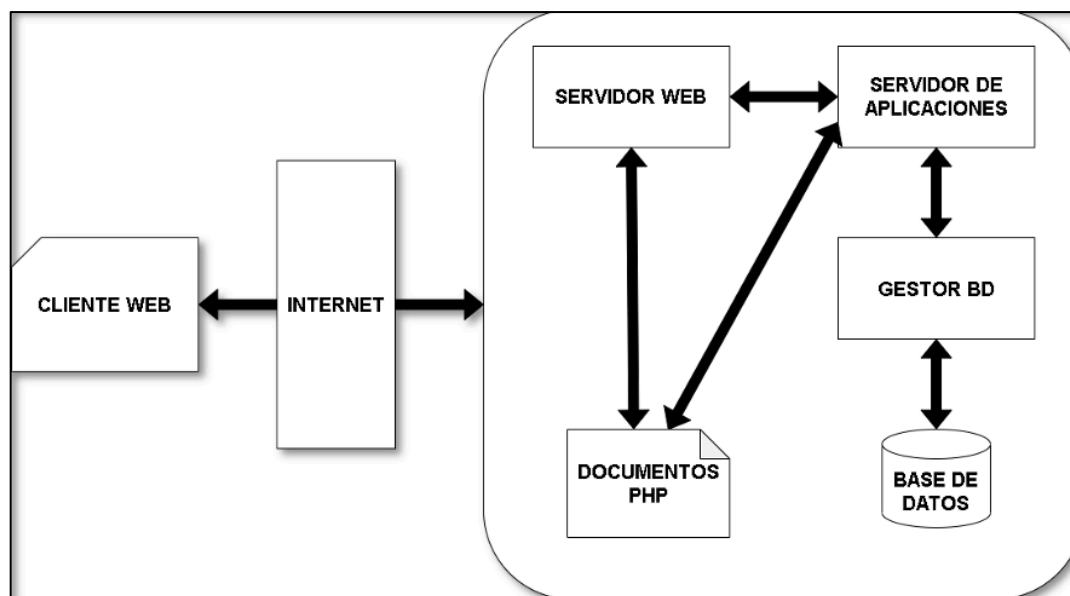 CLIENTE WEB
INTERNET
SERVIDOR WEB
SERVIDOR DE
APLICACIONES
GESTOR BD
DOCUMENTOS
PHP
BASE DE
DATOS